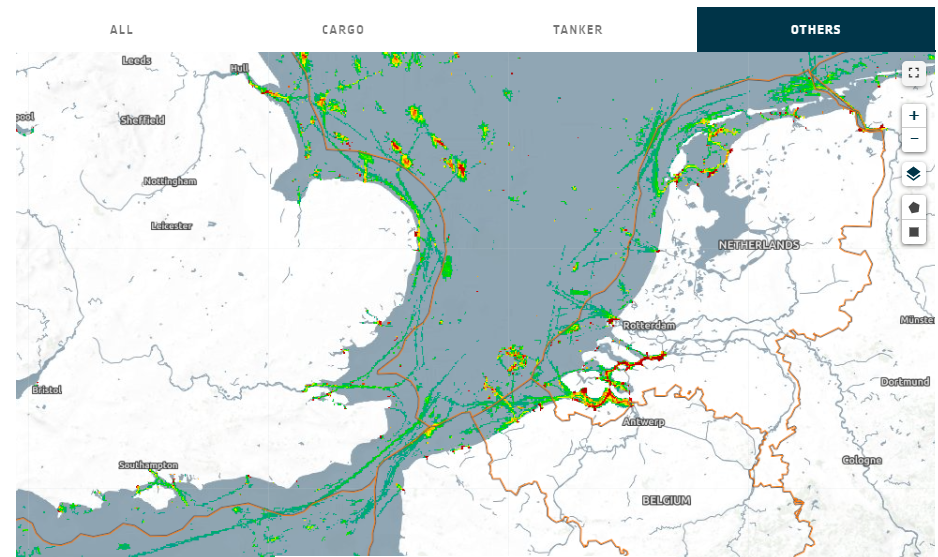 ALL
CARGO
TANKER
OTHERS
Leeds
Hull
pool
Sheffield
Nottingham
Leicester
NETHERLANDS
Rotterdam
Münster
Bristol
Dortmund
Antwerp
Southampton
Cologne
BELGIUM
+
−